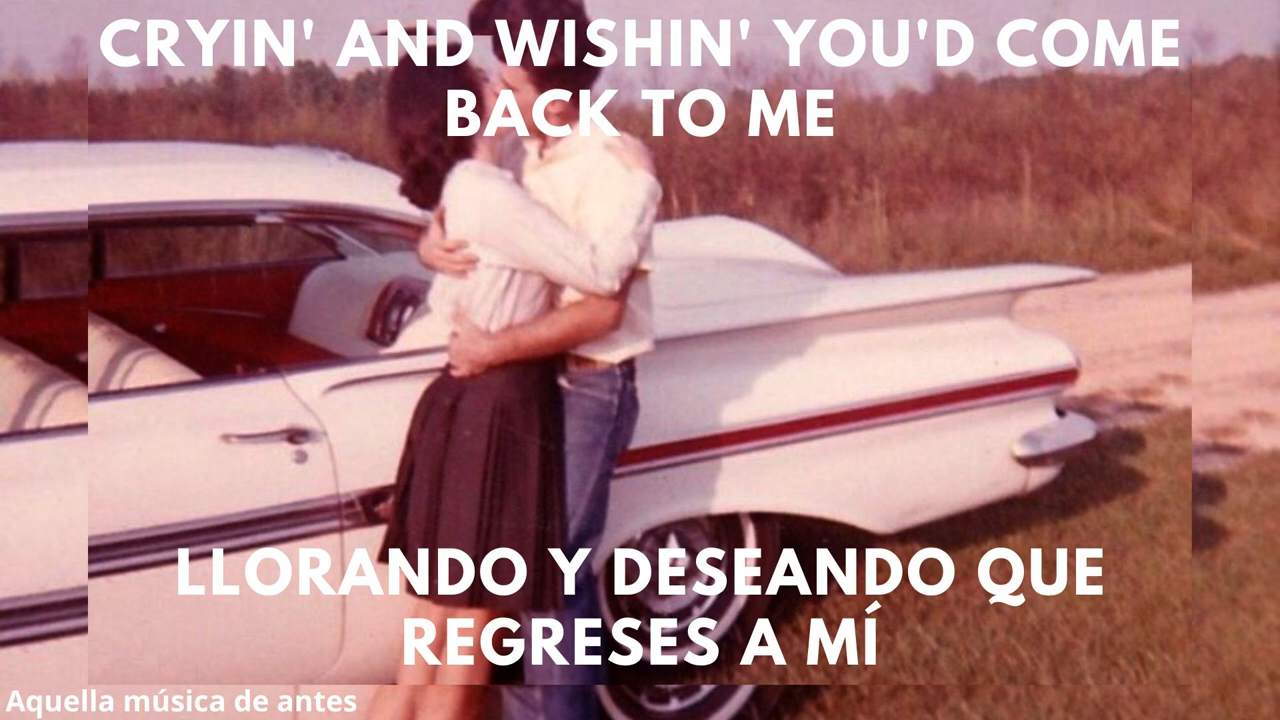 CRYIN' AND WISHIN' YOU'D COME
BACK TO ME
LLORANDO Y DESEANDO QUE
REGRESES A MÍ
Aquella música de antes